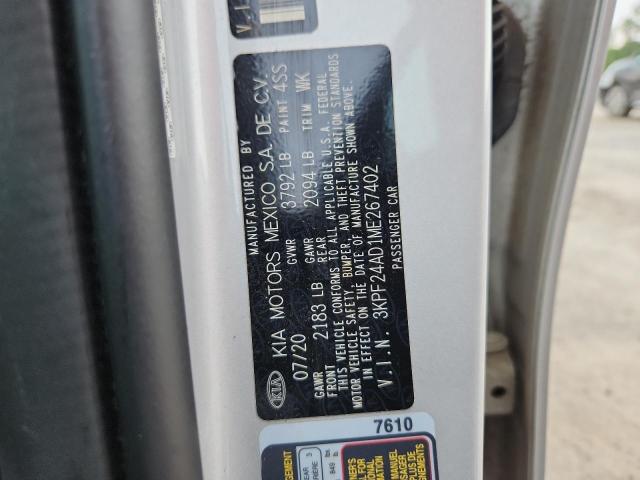 V.I.
MANUFACTURED BY
KIA KIA MOTORS MEXICO S.A. DE C.V.
07/20 GVWR 3792 LB PAINT 4SS
GAWR FRONT 2183 LB GAWR REAR 2094 LB TRIM WK
THIS VEHICLE CONFORMS TO ALL APPLICABLE U.S.A. FEDERAL
MOTOR VEHICLE SAFETY, BUMPER, AND THEFT PREVENTION STANDARDS
IN EFFECT ON THE DATE OF MANUFACTURE SHOWN ABOVE.
V.I.N. 3KPF24AD1ME267402
PASSENGER CAR
7610